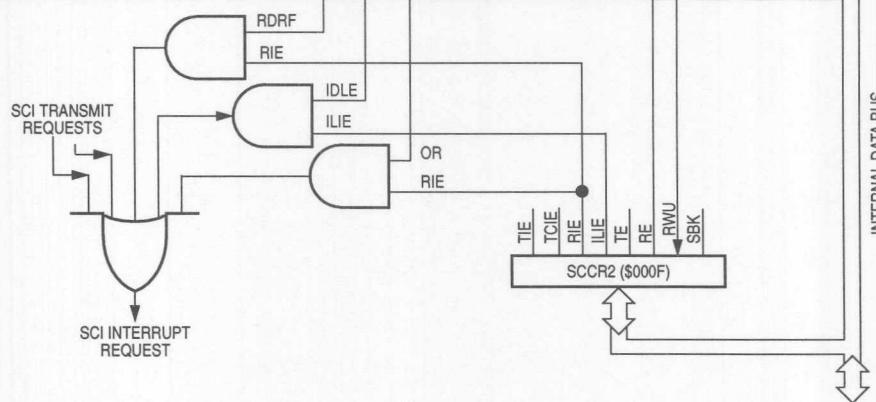 RDRF
RIE
IDLE
ILIE
SCI TRANSMIT
REQUESTS
OR
RIE
TIE
TCIE
RIE
ILIE
TE
RE
RWU
SBK
SCCR2 ($000F)
SCI INTERRUPT
REQUEST
INTERNAL DATA BUS